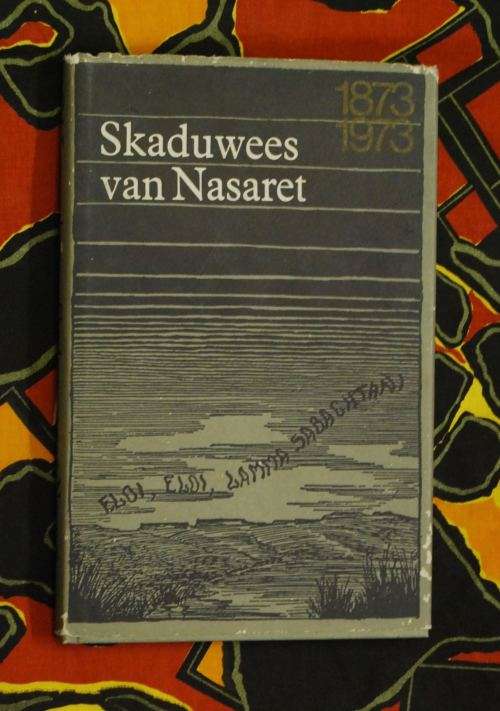 1873
1973
Skaduwees
van Nasaret
ELOI, ELOI, LAMMA SABACHTANI